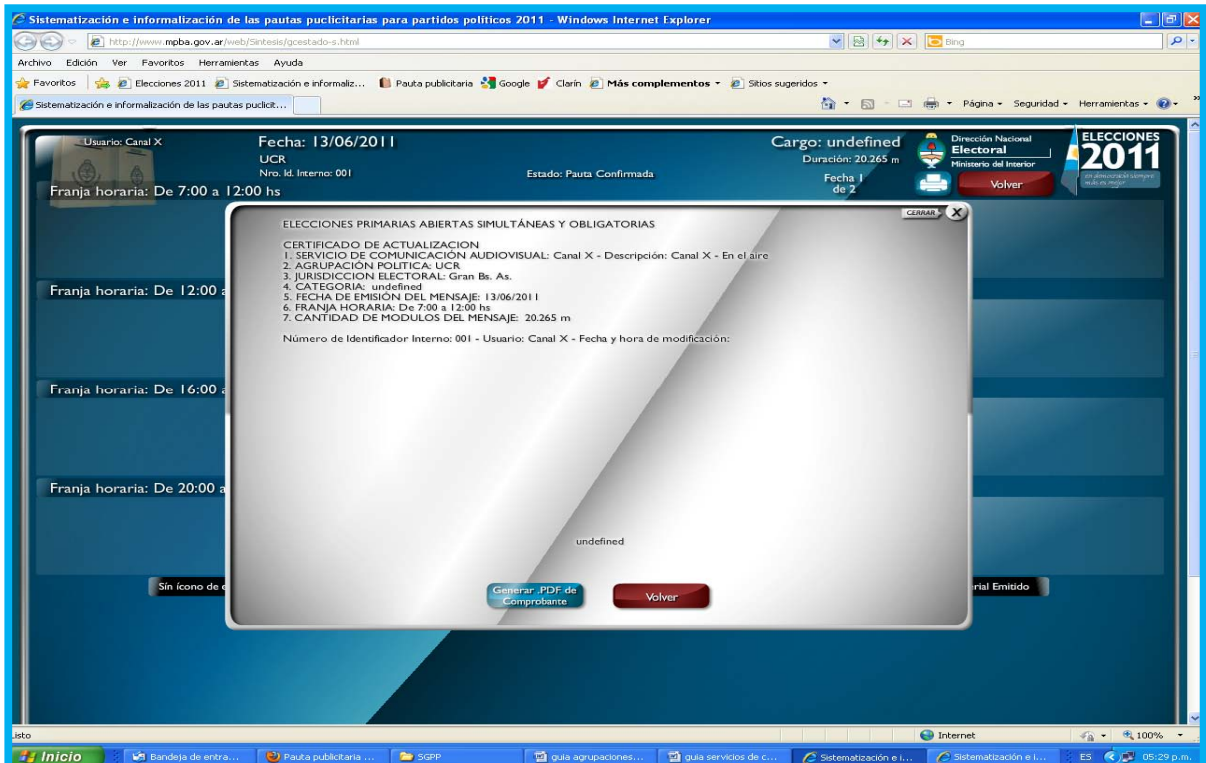 Sistematización e informalización de las pautas puclicitarias para partidos políticos 2011 - Windows Internet Explorer
http://www.mpba.gov.ar/web/Sintesis/gcestado-s.html
Bing
Archivo Edición Ver Favoritos Herramientas Ayuda
Favoritos Elecciones 2011 Sistematización e informaliz... Pauta publicitaria Google Clarín Más complementos Sitios sugeridos
Sistematización e informalización de las pautas puclicit...
Página Seguridad Herramientas
Usuario: Canal X
Fecha: 13/06/2011
UCR
Nro. Id. Interno: 001
Estado: Pauta Confirmada
Cargo: undefined
Duración: 20.265 m
Fecha 1
de 2
Dirección Nacional
Electoral
Ministerio del Interior
Volver
ELECCIONES
2011
en democracia siempre
más es mejor
Franja horaria: De 7:00 a 12:00 hs
CERRAR X
ELECCIONES PRIMARIAS ABIERTAS SIMULTÁNEAS Y OBLIGATORIAS
CERTIFICADO DE ACTUALIZACION
1. SERVICIO DE COMUNICACIÓN AUDIOVISUAL: Canal X - Descripción: Canal X - En el aire
2. AGRUPACIÓN POLITICA: UCR
3. JURISDICCION ELECTORAL: Gran Bs. As.
4. CATEGORIA: undefined
5. FECHA DE EMISIÓN DEL MENSAJE: 13/06/2011
6. FRANJA HORARIA: De 7:00 a 12:00 hs
7. CANTIDAD DE MODULOS DEL MENSAJE: 20.265 m
Número de Identificador Interno: 001 - Usuario: Canal X - Fecha y hora de modificación:
Franja horaria: De 12:00 a
Franja horaria: De 16:00 a
Franja horaria: De 20:00 a
undefined
Generar .PDF de
Comprobante
Volver
Sin ícono de e
rial Emitido
Listo
Internet
100%
Inicio
Bandeja de entra...
Pauta publicitaria ...
SGPP
guia agrupaciones...
guia servicios de c...
Sistematización e i...
Sistematización e i...
ES
05:29 p.m.